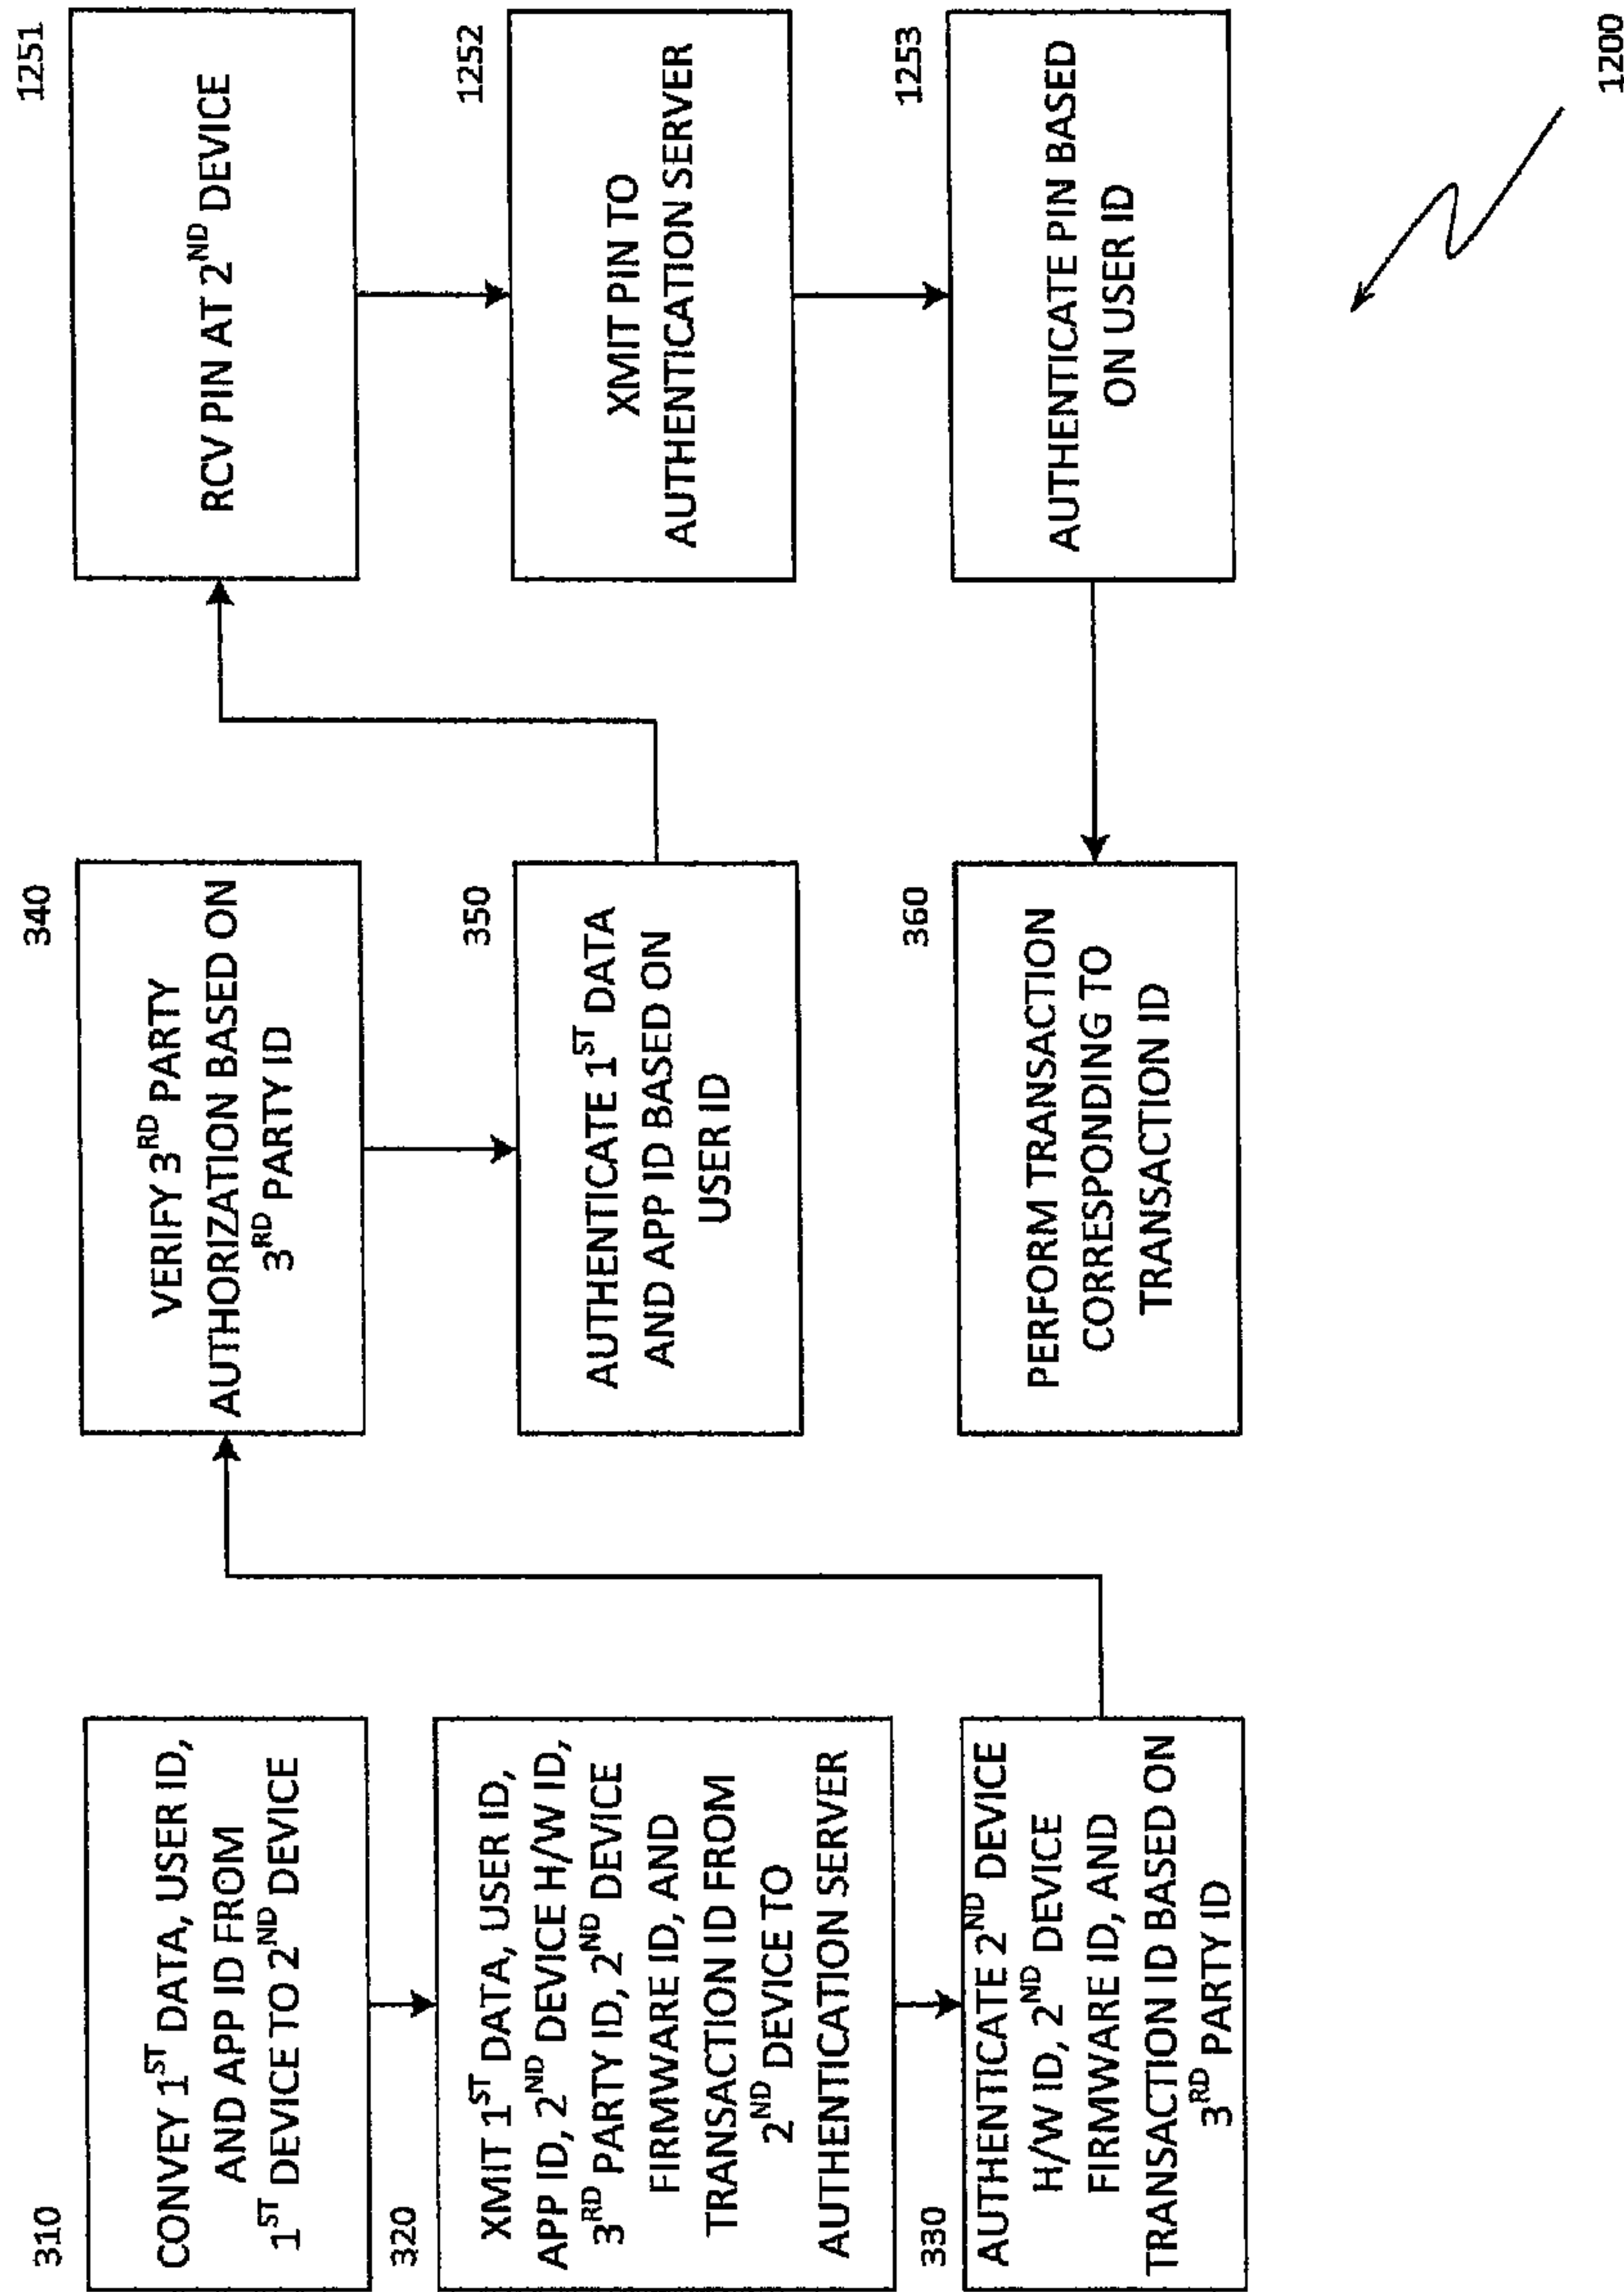 310
CONVEY 1ST DATA, USER ID,
AND APP ID FROM
1ST DEVICE TO 2ND DEVICE
320
XMIT 1ST DATA, USER ID,
APP ID, 2ND DEVICE H/W ID,
3RD PARTY ID, 2ND DEVICE
FIRMWARE ID, AND
TRANSACTION ID FROM
2ND DEVICE TO
AUTHENTICATION SERVER
330
AUTHENTICATE 2ND DEVICE
H/W ID, 2ND DEVICE
FIRMWARE ID, AND
TRANSACTION ID BASED ON
3RD PARTY ID
340
VERIFY 3RD PARTY
AUTHORIZATION BASED ON
3RD PARTY ID
350
AUTHENTICATE 1ST DATA
AND APP ID BASED ON
USER ID
1251
RCV PIN AT 2ND DEVICE
1252
XMIT PIN TO
AUTHENTICATION SERVER
1253
AUTHENTICATE PIN BASED
ON USER ID
360
PERFORM TRANSACTION
CORRESPONDING TO
TRANSACTION ID
1200